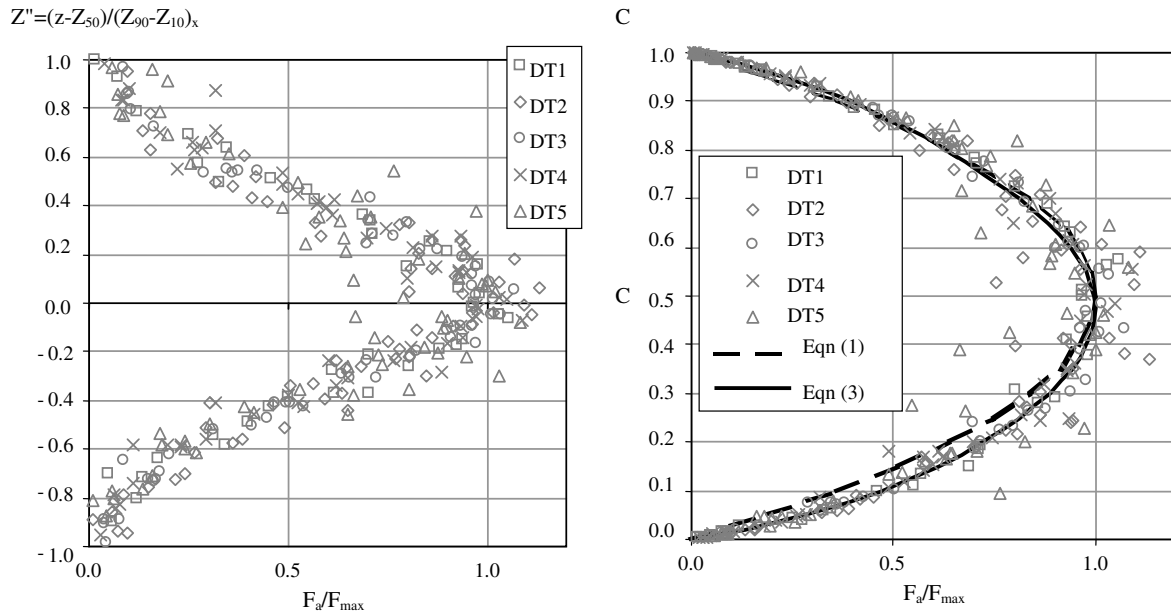 Z"=(z-Z50)/(Z90-Z10)x
1.0
0.8
0.6
0.4
0.2
0.0
- 0.2
- 0.4
- 0.6
- 0.8
- 1.0
0.0 0.5 1.0
Fa/Fmax
DT1
DT2
DT3
DT4
DT5
C
1.0
0.9
0.8
0.7
0.6
C
0.5
0.4
0.3
0.2
0.1
0.0
0.0 0.5 1.0
Fa/Fmax
DT1
DT2
DT3
DT4
DT5
Eqn (1)
Eqn (3)